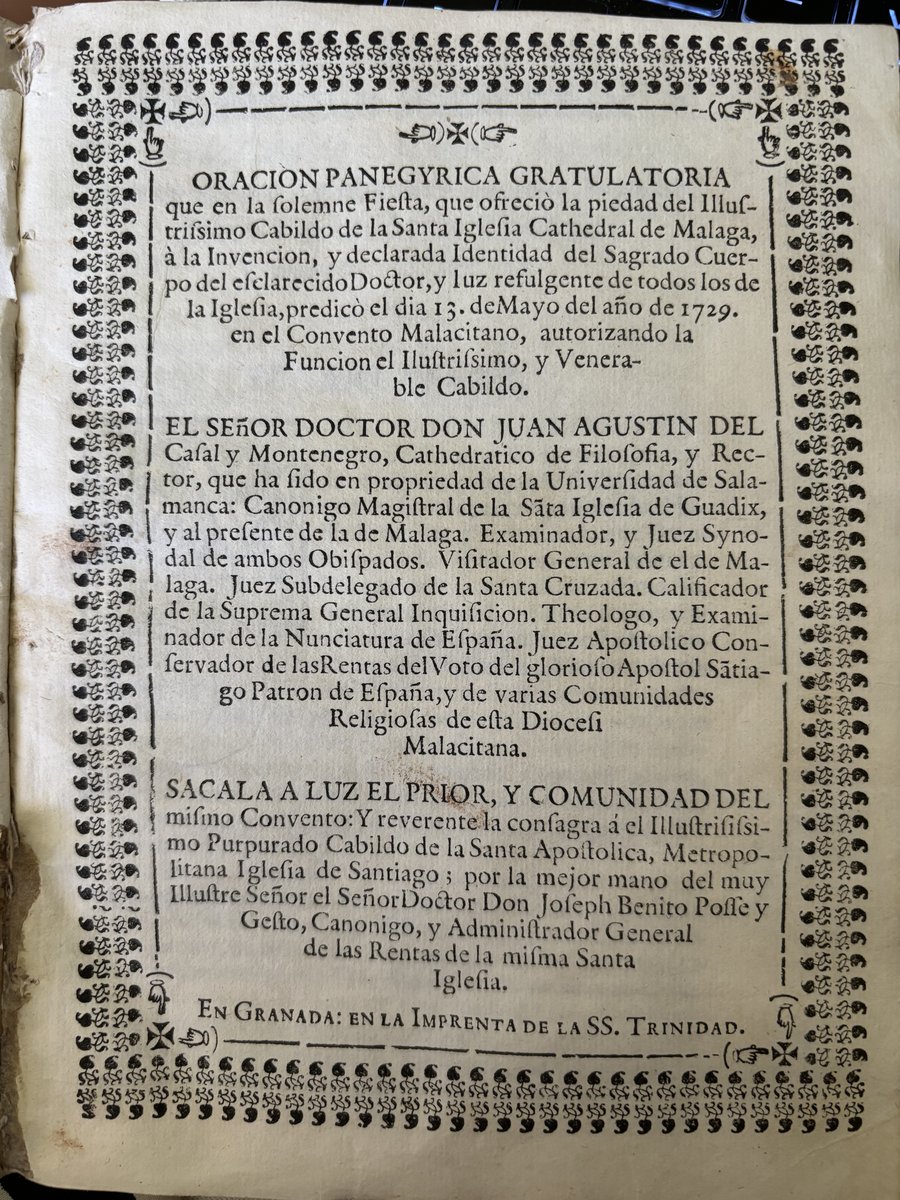 ORACIÒN PANEGYRICA GRATULATORIA
que en la ſolemne Fieſta, que ofreciò la piedad del Illuſ-
triſsimo Cabildo de la Santa Igleſia Cathedral de Malaga,
à la Invencion, y declarada Identidad del Sagrado Cuer-
po del eſclarecido Doctor, y luz refulgente de todos los de
la Igleſia, predicò el dia 13. de Mayo del año de 1729.
en el Convento Malacitano, autorizando la
Funcion el Iluſtriſsimo, y Venera-
ble Cabildo.
EL SEñOR DOCTOR DON JUAN AGUSTIN DEL
Caſal y Montenegro, Cathedratico de Filoſofia, y Rec-
tor, que ha ſido en propriedad de la Univerſidad de Sala-
manca: Canonigo Magiſtral de la Sãta Igleſia de Guadix,
y al preſente de la de Malaga. Examinador, y Juez Syno-
dal de ambos Obiſpados. Viſitador General de el de Ma-
laga. Juez Subdelegado de la Santa Cruzada. Calificador
de la Suprema General Inquiſicion. Theologo, y Exami-
nador de la Nunciatura de Eſpaña. Juez Apoſtolico Con-
ſervador de las Rentas del Voto del glorioſo Apoſtol Sãtia-
go Patron de Eſpaña, y de varias Comunidades
Religioſas de eſta Dioceſi
Malacitana.
SACALA A LUZ EL PRIOR, Y COMUNIDAD DEL
miſmo Convento: Y reverente la conſagra á el Illuſtriſiſsi-
mo Purpurado Cabildo de la Santa Apoſtolica, Metropo-
litana Igleſia de Santiago; por la mejor mano del muy
Illuſtre Señor el Señor Doctor Don Joſeph Benito Poſſe y
Geſto, Canonigo, y Adminiſtrador General
de las Rentas de la miſma Santa
Igleſia.
EN GRANADA: EN LA IMPRENTA DE LA SS. TRINIDAD.